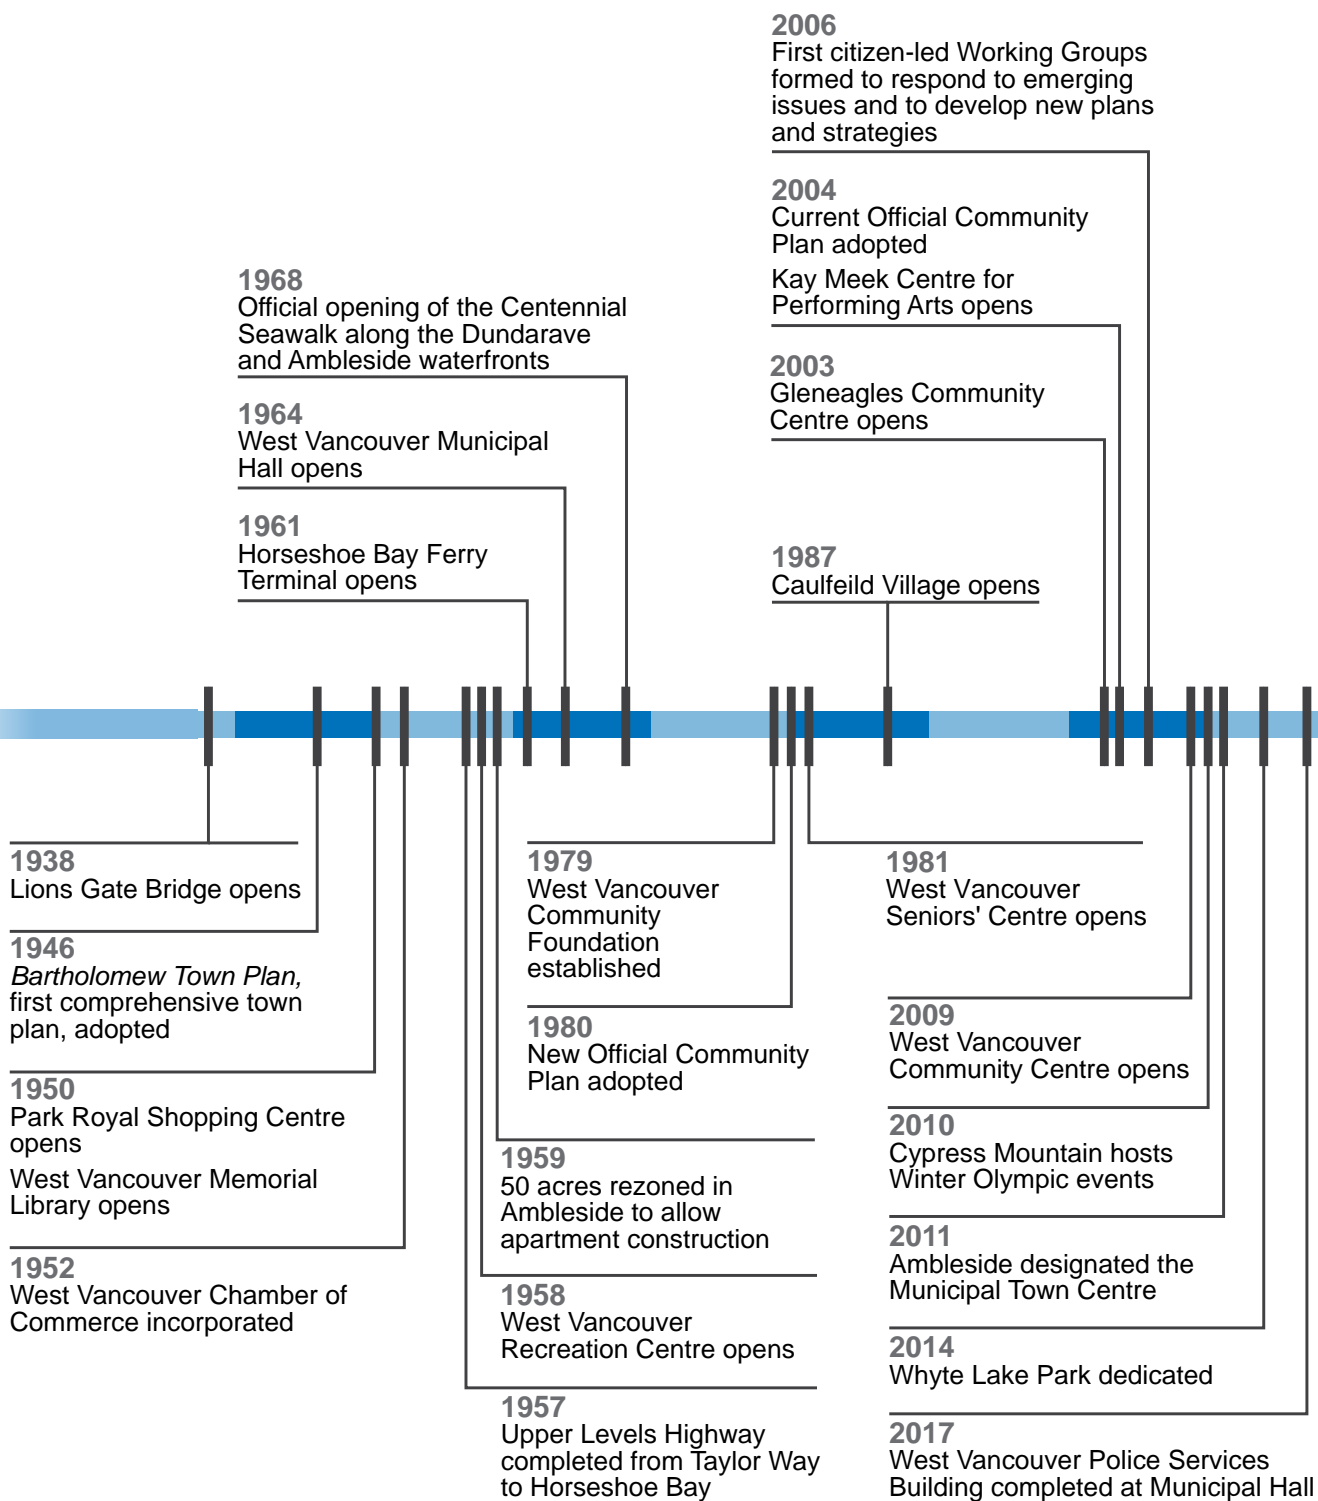 2006
First citizen-led Working Groups
formed to respond to emerging
issues and to develop new plans
and strategies
2004
Current Official Community
Plan adopted
Kay Meek Centre for
Performing Arts opens
1968
Official opening of the Centennial
Seawalk along the Dundarave
and Ambleside waterfronts
2003
Gleneagles Community
Centre opens
1964
West Vancouver Municipal
Hall opens
1961
Horseshoe Bay Ferry
Terminal opens
1987
Caulfeild Village opens
1938
Lions Gate Bridge opens
1946
Bartholomew Town Plan,
first comprehensive town
plan, adopted
1950
Park Royal Shopping Centre
opens
West Vancouver Memorial
Library opens
1952
West Vancouver Chamber of
Commerce incorporated
1979
West Vancouver
Community
Foundation
established
1980
New Official Community
Plan adopted
1959
50 acres rezoned in
Ambleside to allow
apartment construction
1958
West Vancouver
Recreation Centre opens
1957
Upper Levels Highway
completed from Taylor Way
to Horseshoe Bay
1981
West Vancouver
Seniors' Centre opens
2009
West Vancouver
Community Centre opens
2010
Cypress Mountain hosts
Winter Olympic events
2011
Ambleside designated the
Municipal Town Centre
2014
Whyte Lake Park dedicated
2017
West Vancouver Police Services
Building completed at Municipal Hall